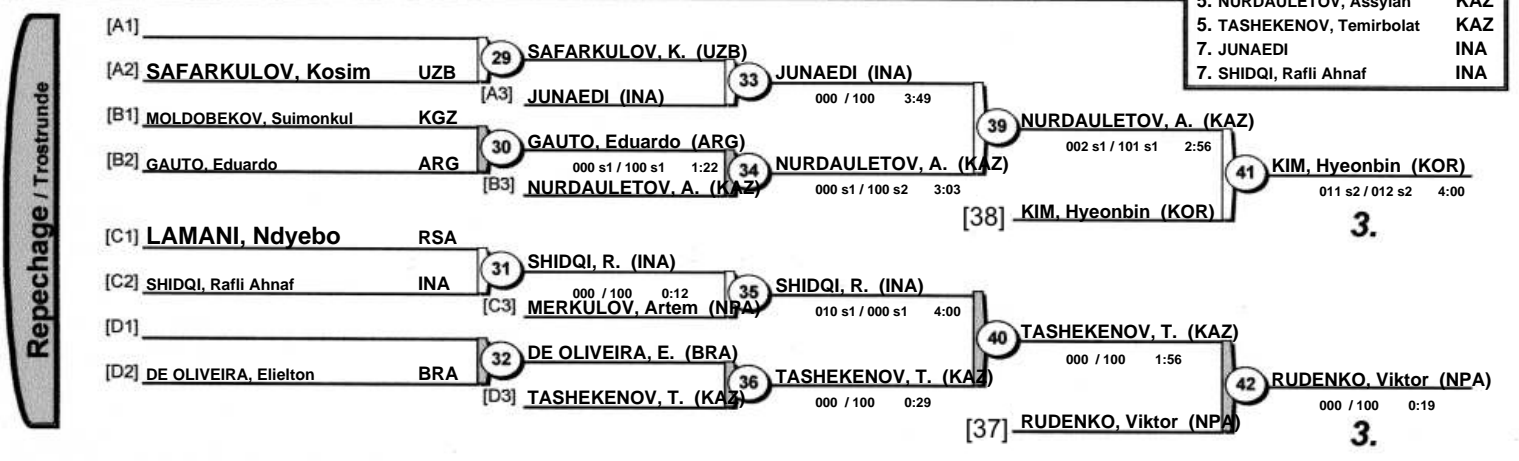 5. NURDAULETOV, Assylan KAZ
5. TASHEKENOV, Temirbolat KAZ
7. JUNAEDI INA
7. SHIDQI, Rafli Ahnaf INA
Repechage / Trostrunde
[A1]
[A2] SAFARKULOV, Kosim UZB
29
SAFARKULOV, K. (UZB)
[A3] JUNAEDI (INA)
33
JUNAEDI (INA)
000 / 100 3:49
[B1] MOLDOBEKOV, Suimonkul KGZ
[B2] GAUTO, Eduardo ARG
30
GAUTO, Eduardo (ARG)
000 s1 / 100 s1 1:22
[B3] NURDAULETOV, A. (KAZ)
34
NURDAULETOV, A. (KAZ)
000 s1 / 100 s2 3:03
39
NURDAULETOV, A. (KAZ)
002 s1 / 101 s1 2:56
[38] KIM, Hyeonbin (KOR)
41
KIM, Hyeonbin (KOR)
011 s2 / 012 s2 4:00
3.
[C1] LAMANI, Ndyebo RSA
[C2] SHIDQI, Rafli Ahnaf INA
31
SHIDQI, R. (INA)
000 / 100 0:12
[C3] MERKULOV, Artem (NPA)
35
SHIDQI, R. (INA)
010 s1 / 000 s1 4:00
[D1]
[D2] DE OLIVEIRA, Elielton BRA
32
DE OLIVEIRA, E. (BRA)
[D3] TASHEKENOV, T. (KAZ)
36
TASHEKENOV, T. (KAZ)
000 / 100 0:29
40
TASHEKENOV, T. (KAZ)
000 / 100 1:56
[37] RUDENKO, Viktor (NPA)
42
RUDENKO, Viktor (NPA)
000 / 100 0:19
3.